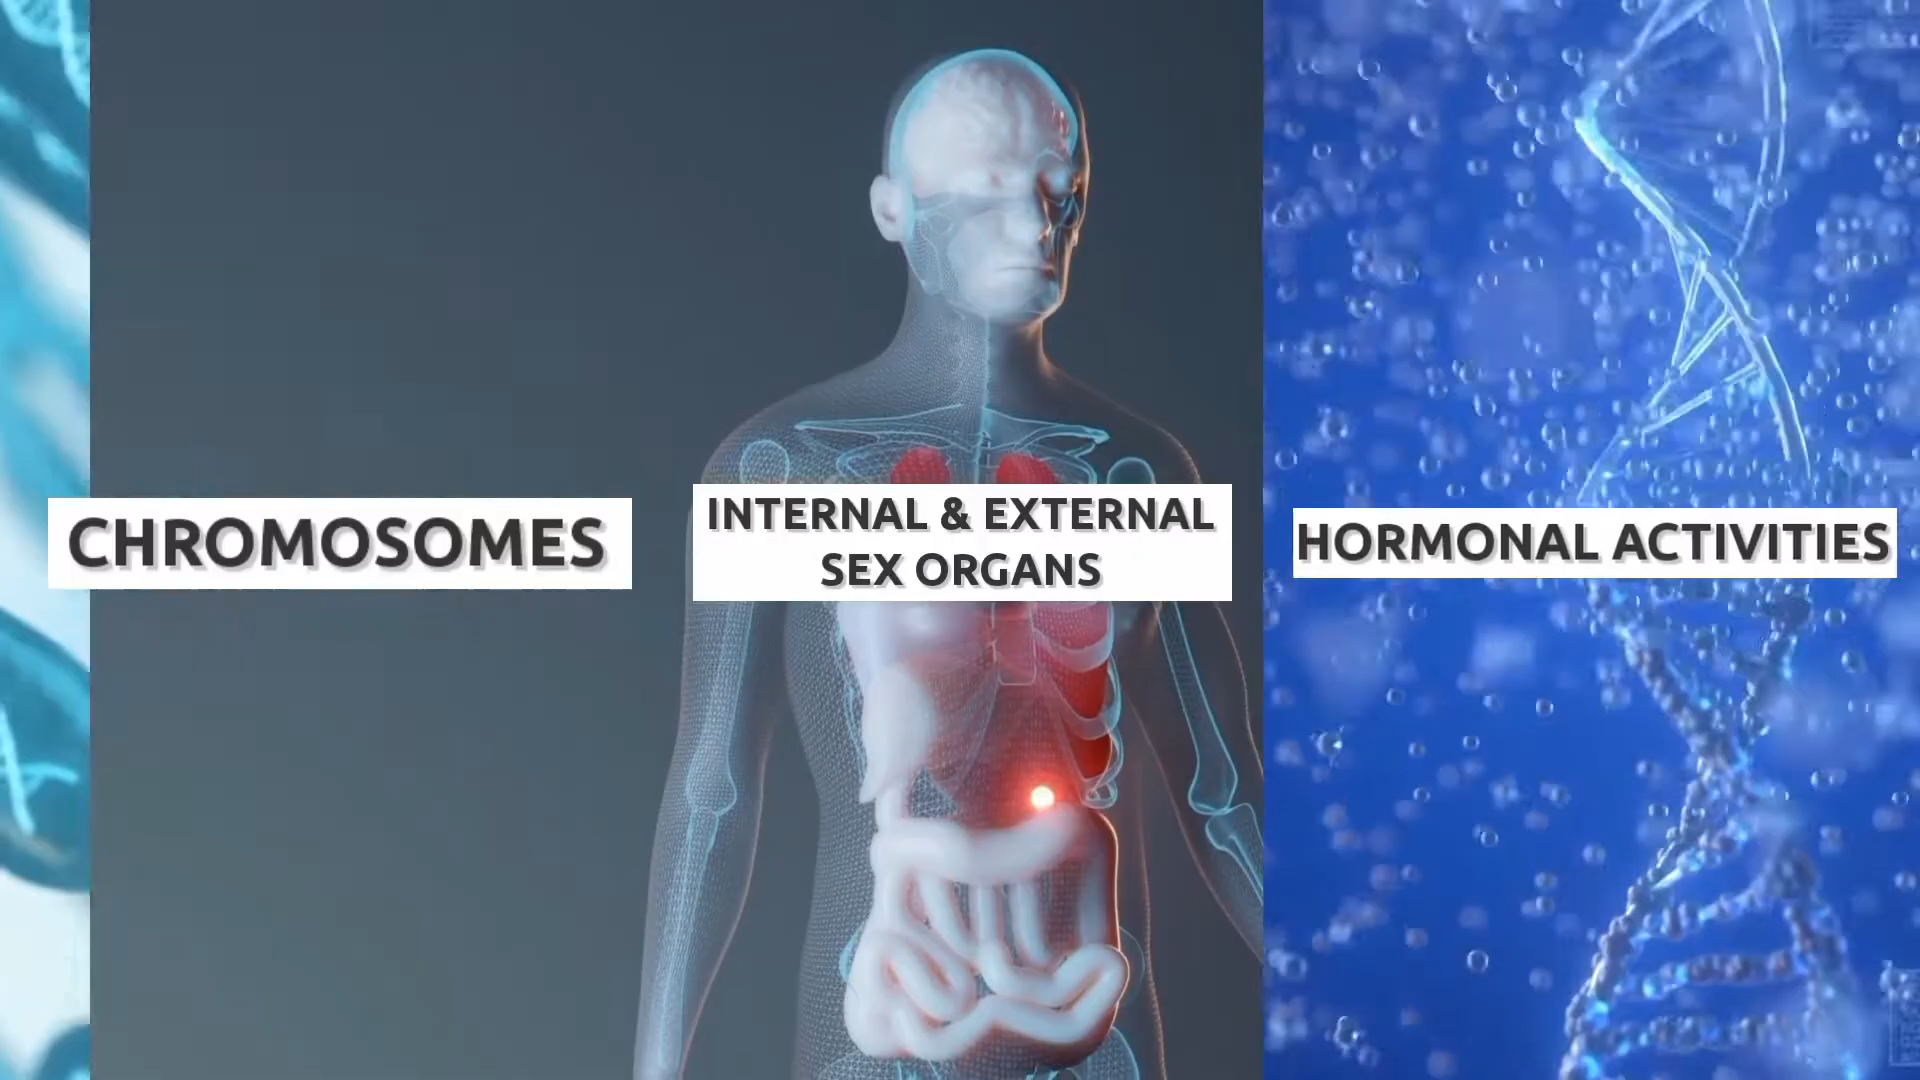 CHROMOSOMES
INTERNAL & EXTERNAL
SEX ORGANS
HORMONAL ACTIVITIES